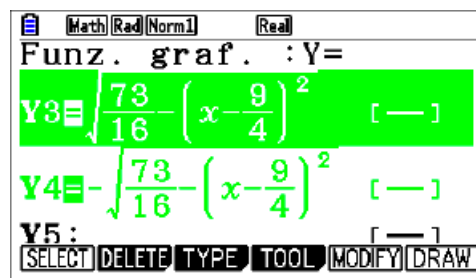 Math Rad Norm1 Real
Funz. graf. :Y=
Y3=√(73/16-(x-9/4)²) [—]
Y4=-√(73/16-(x-9/4)²) [—]
Y5: [—]
SELECT DELETE TYPE TOOL MODIFY DRAW